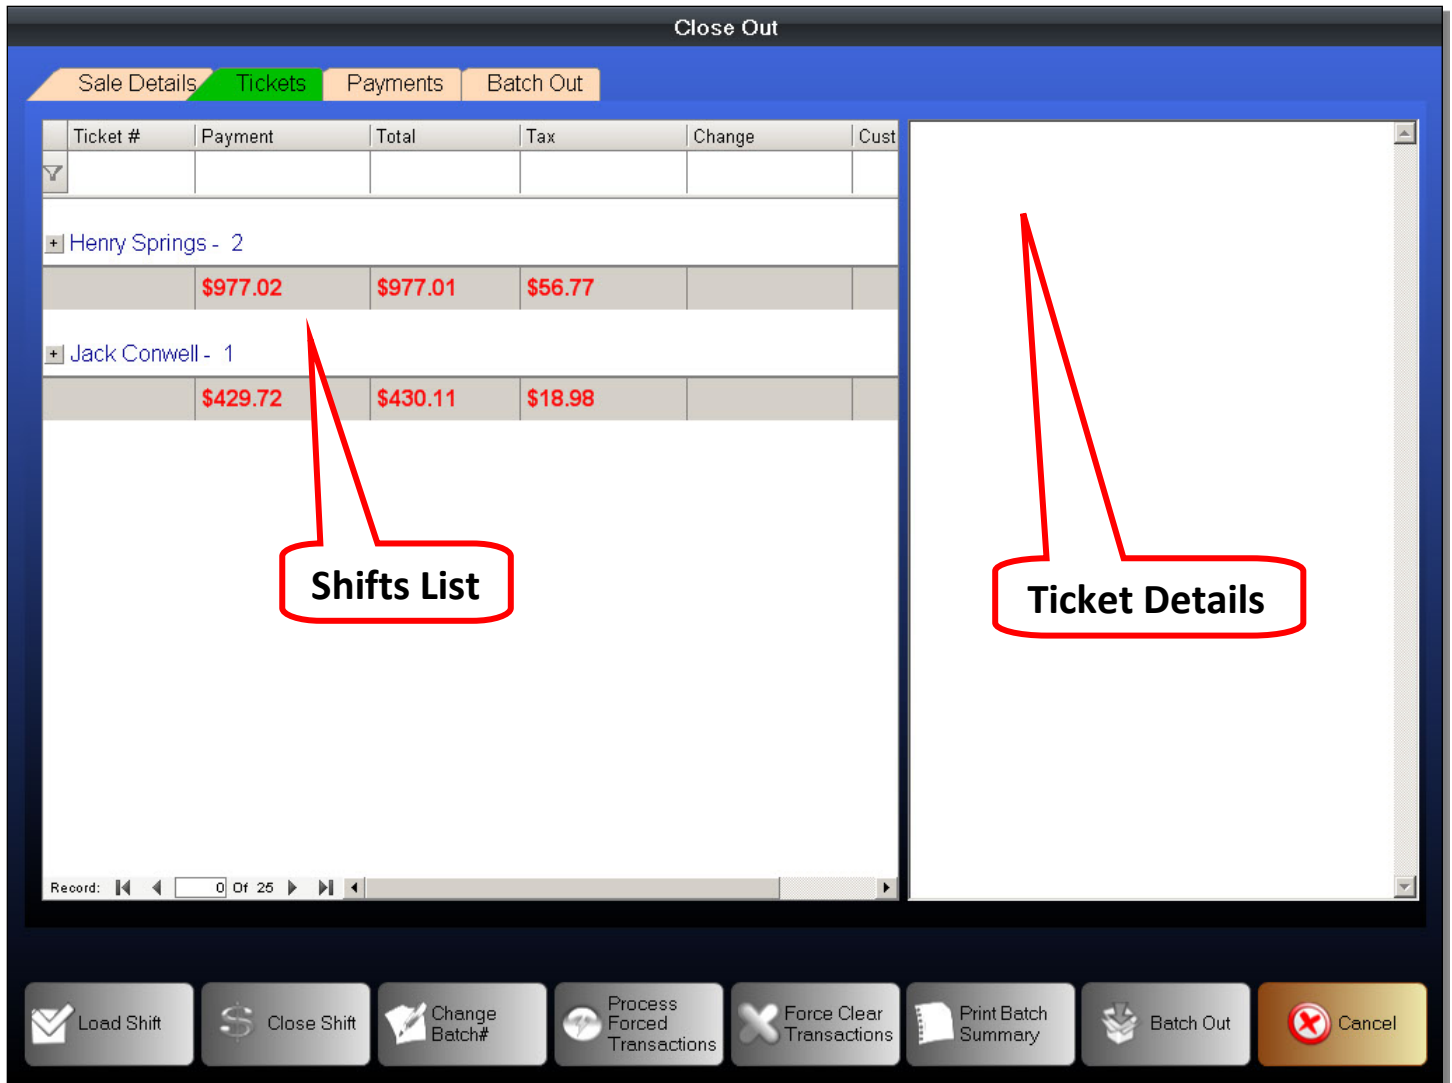 Close Out
Sale Details Tickets Payments Batch Out
Ticket # Payment Total Tax Change Cust
Henry Springs - 2
$977.02 $977.01 $56.77
Jack Conwell - 1
$429.72 $430.11 $18.98
Shifts List
Ticket Details
Record: 0 Of 25
Load Shift
Close Shift
Change
Batch#
Process
Forced
Transactions
Force Clear
Transactions
Print Batch
Summary
Batch Out
Cancel